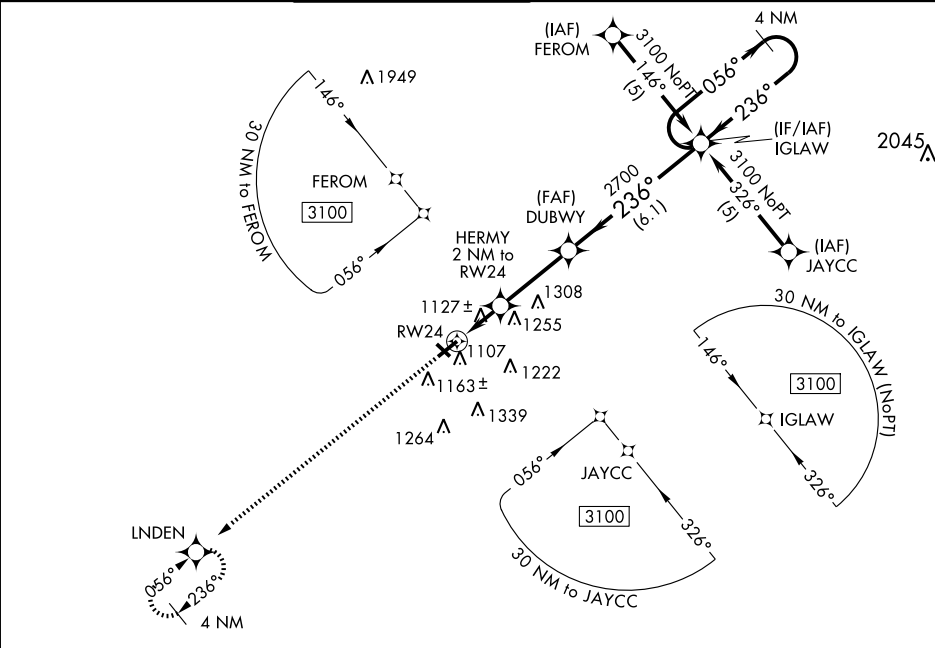 4 NM
(IAF)
FEROM
3100 NoPT
146°
(5)
056°
236°
(IF/IAF)
IGLAW
2045
1949
146°
30 NM to FEROM
FEROM
3100
056°
3100 NoPT
326°
(5)
(IAF)
JAYCC
(FAF)
DUBWY
2700
236°
(6.1)
HERMY
2 NM to
RW24
1308
1127±
1255
RW24
1107
1222
1163±
1339
1264
30 NM to IGLAW (NoPT)
146°
3100
IGLAW
326°
056°
JAYCC
3100
326°
30 NM to JAYCC
LNDEN
056°
236°
4 NM